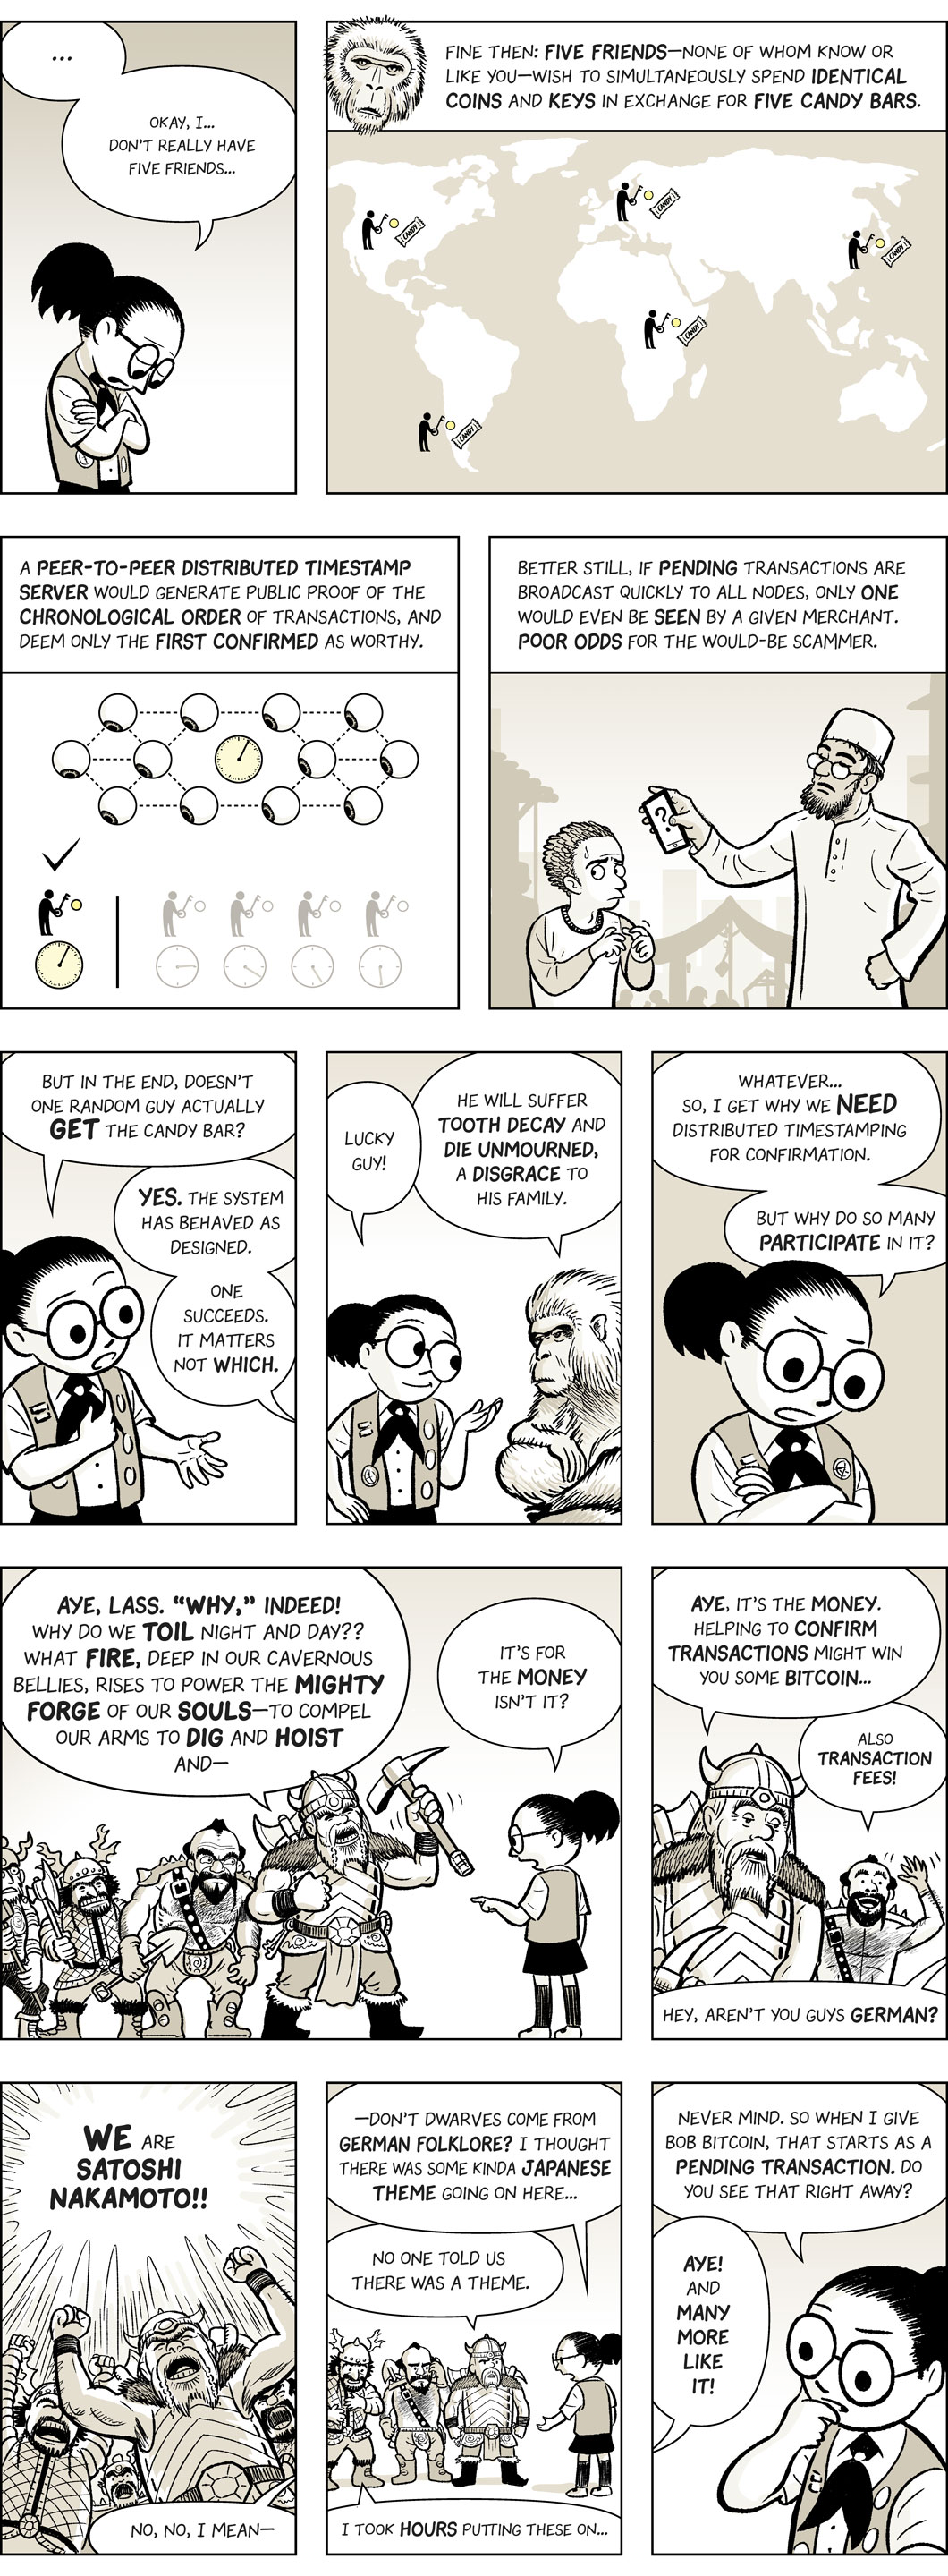 ...
OKAY, I...
DON'T REALLY HAVE
FIVE FRIENDS...
FINE THEN: FIVE FRIENDS—NONE OF WHOM KNOW OR
LIKE YOU—WISH TO SIMULTANEOUSLY SPEND IDENTICAL
COINS AND KEYS IN EXCHANGE FOR FIVE CANDY BARS.
CANDY!
CANDY!
CANDY!
CANDY!
CANDY!
A PEER-TO-PEER DISTRIBUTED TIMESTAMP
SERVER WOULD GENERATE PUBLIC PROOF OF THE
CHRONOLOGICAL ORDER OF TRANSACTIONS, AND
DEEM ONLY THE FIRST CONFIRMED AS WORTHY.
BETTER STILL, IF PENDING TRANSACTIONS ARE
BROADCAST QUICKLY TO ALL NODES, ONLY ONE
WOULD EVEN BE SEEN BY A GIVEN MERCHANT.
POOR ODDS FOR THE WOULD-BE SCAMMER.
?
BUT IN THE END, DOESN'T
ONE RANDOM GUY ACTUALLY
GET THE CANDY BAR?
YES. THE SYSTEM
HAS BEHAVED AS
DESIGNED.
ONE
SUCCEEDS.
IT MATTERS
NOT WHICH.
LUCKY
GUY!
HE WILL SUFFER
TOOTH DECAY AND
DIE UNMOURNED,
A DISGRACE TO
HIS FAMILY.
WHATEVER...
SO, I GET WHY WE NEED
DISTRIBUTED TIMESTAMPING
FOR CONFIRMATION.
BUT WHY DO SO MANY
PARTICIPATE IN IT?
AYE, LASS. “WHY,” INDEED!
WHY DO WE TOIL NIGHT AND DAY??
WHAT FIRE, DEEP IN OUR CAVERNOUS
BELLIES, RISES TO POWER THE MIGHTY
FORGE OF OUR SOULS—TO COMPEL
OUR ARMS TO DIG AND HOIST
AND—
IT'S FOR
THE MONEY
ISN'T IT?
AYE, IT'S THE MONEY.
HELPING TO CONFIRM
TRANSACTIONS MIGHT WIN
YOU SOME BITCOIN...
ALSO
TRANSACTION
FEES!
HEY, AREN'T YOU GUYS GERMAN?
WE ARE
SATOSHI
NAKAMOTO!!
NO, NO, I MEAN—
—DON'T DWARVES COME FROM
GERMAN FOLKLORE? I THOUGHT
THERE WAS SOME KINDA JAPANESE
THEME GOING ON HERE...
NO ONE TOLD US
THERE WAS A THEME.
I TOOK HOURS PUTTING THESE ON...
NEVER MIND. SO WHEN I GIVE
BOB BITCOIN, THAT STARTS AS A
PENDING TRANSACTION. DO
YOU SEE THAT RIGHT AWAY?
AYE!
AND
MANY
MORE
LIKE
IT!